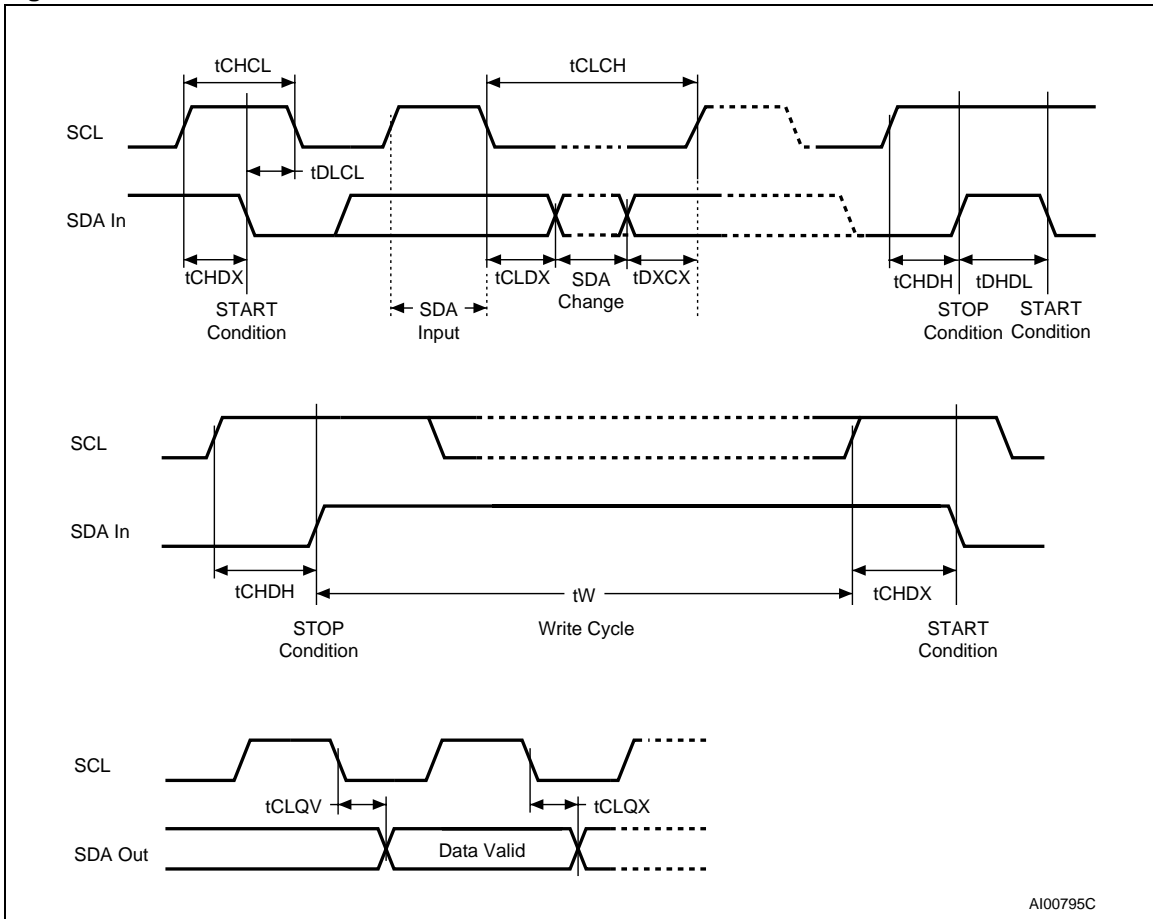 tCHCL
tCLCH
SCL
tDLCL
SDA In
tCHDX
tCLDX
SDA
Change
tDXCX
tCHDH
tDHDL
START
Condition
SDA
Input
STOP
Condition
START
Condition
SCL
SDA In
tCHDH
tW
tCHDX
STOP
Condition
Write Cycle
START
Condition
SCL
tCLQV
tCLQX
SDA Out
Data Valid
AI00795C